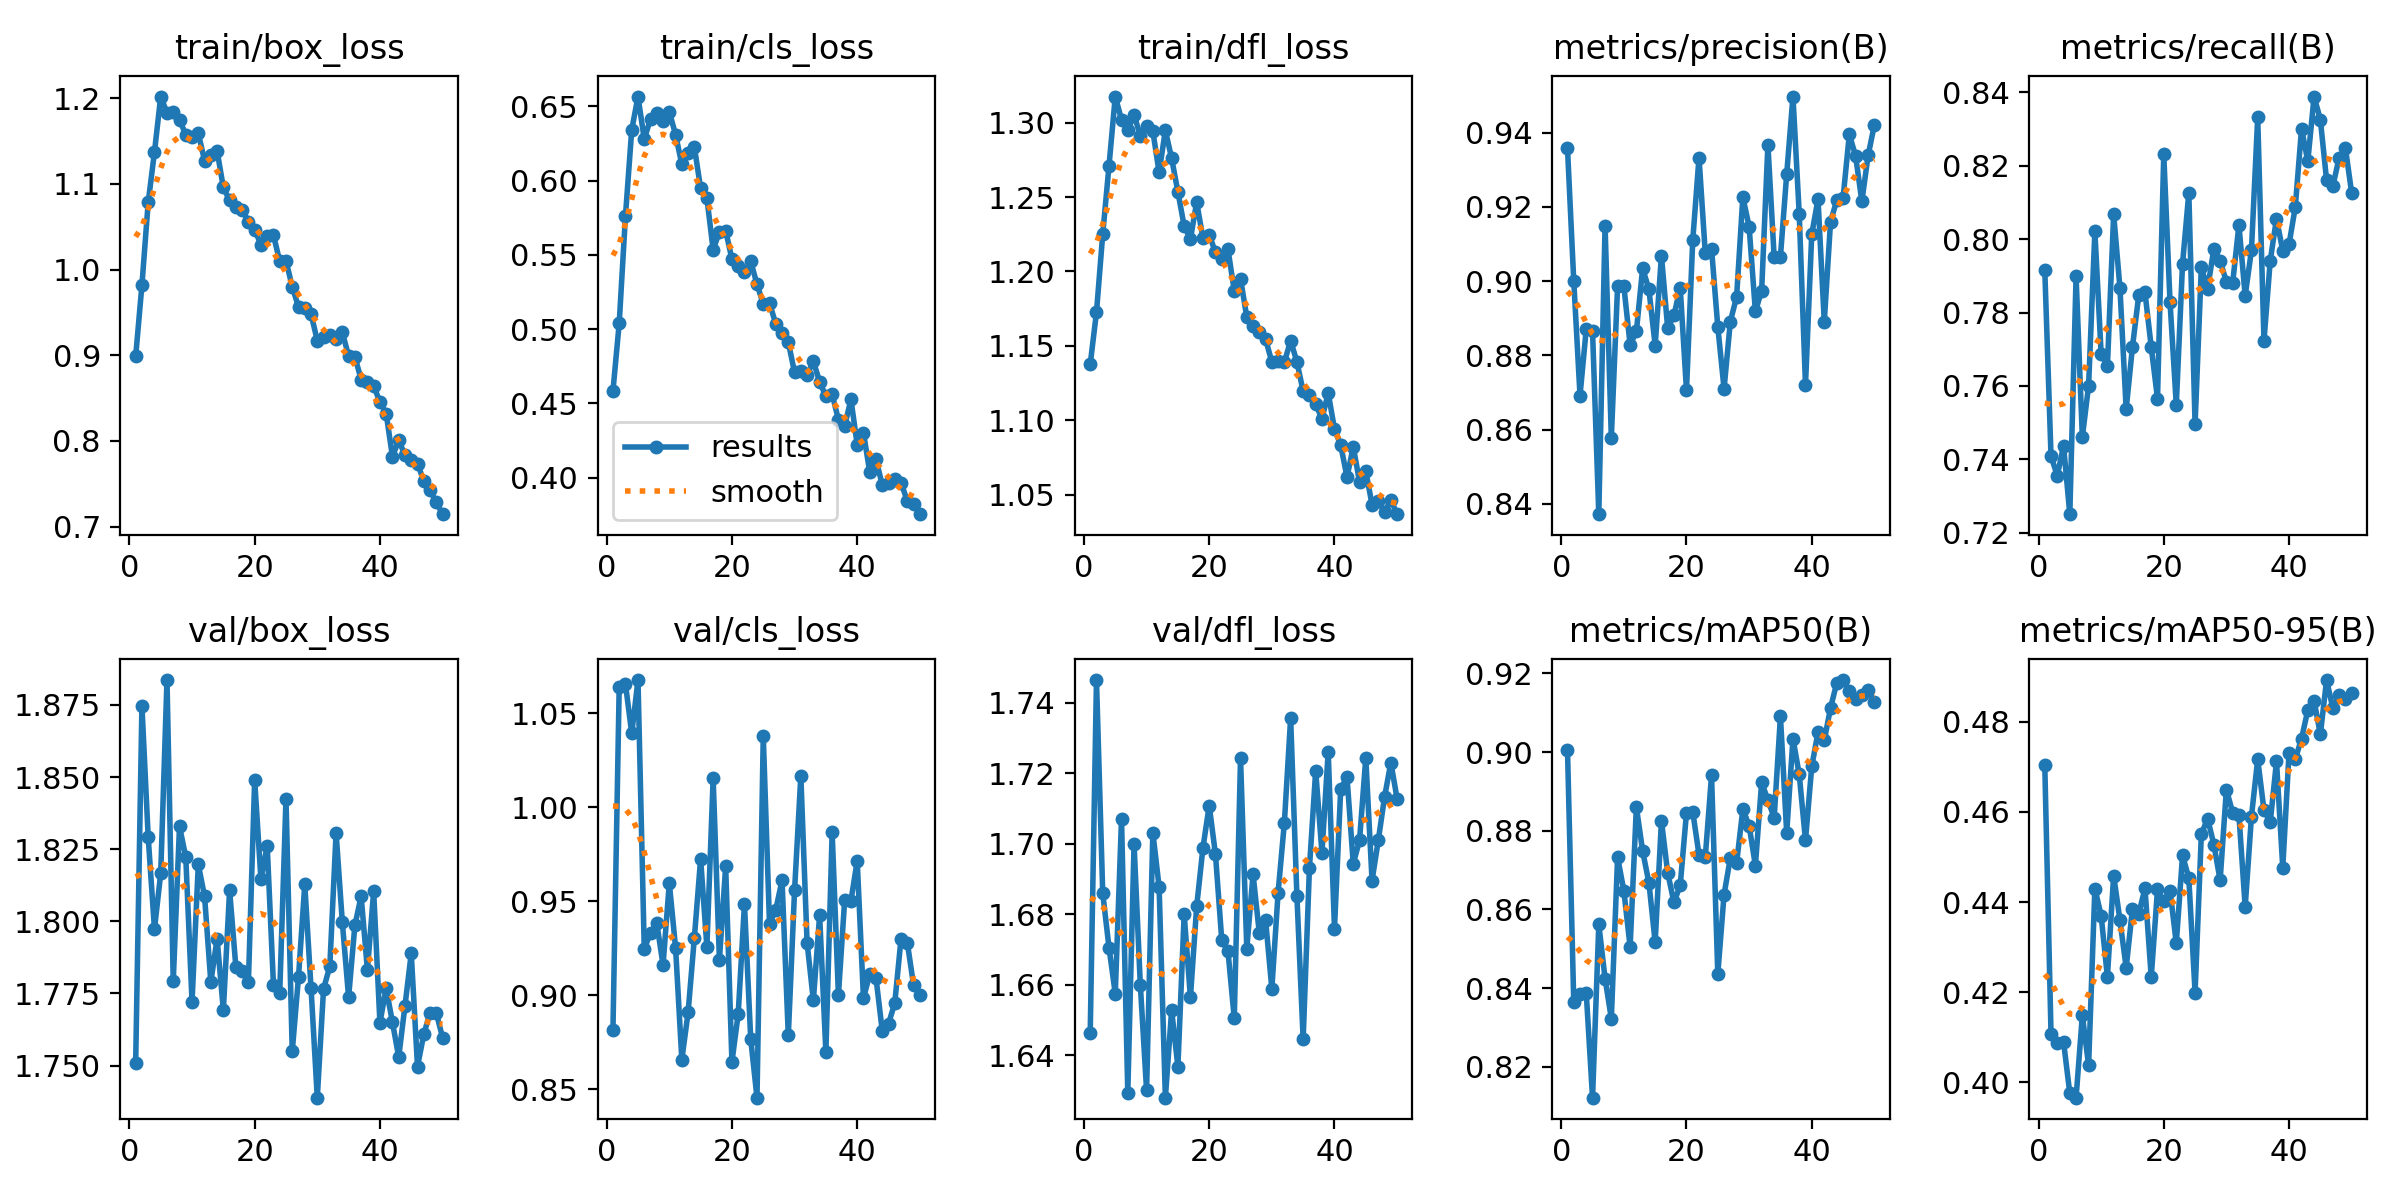 train/box_loss
1.2
1.1
1.0
0.9
0.8
0.7
0 20 40
train/cls_loss
0.65
0.60
0.55
0.50
0.45
0.40
results
smooth
0 20 40
train/dfl_loss
1.30
1.25
1.20
1.15
1.10
1.05
0 20 40
metrics/precision(B)
0.94
0.92
0.90
0.88
0.86
0.84
0 20 40
metrics/recall(B)
0.84
0.82
0.80
0.78
0.76
0.74
0.72
0 20 40
val/box_loss
1.875
1.850
1.825
1.800
1.775
1.750
0 20 40
val/cls_loss
1.05
1.00
0.95
0.90
0.85
0 20 40
val/dfl_loss
1.74
1.72
1.70
1.68
1.66
1.64
0 20 40
metrics/mAP50(B)
0.92
0.90
0.88
0.86
0.84
0.82
0 20 40
metrics/mAP50-95(B)
0.48
0.46
0.44
0.42
0.40
0 20 40